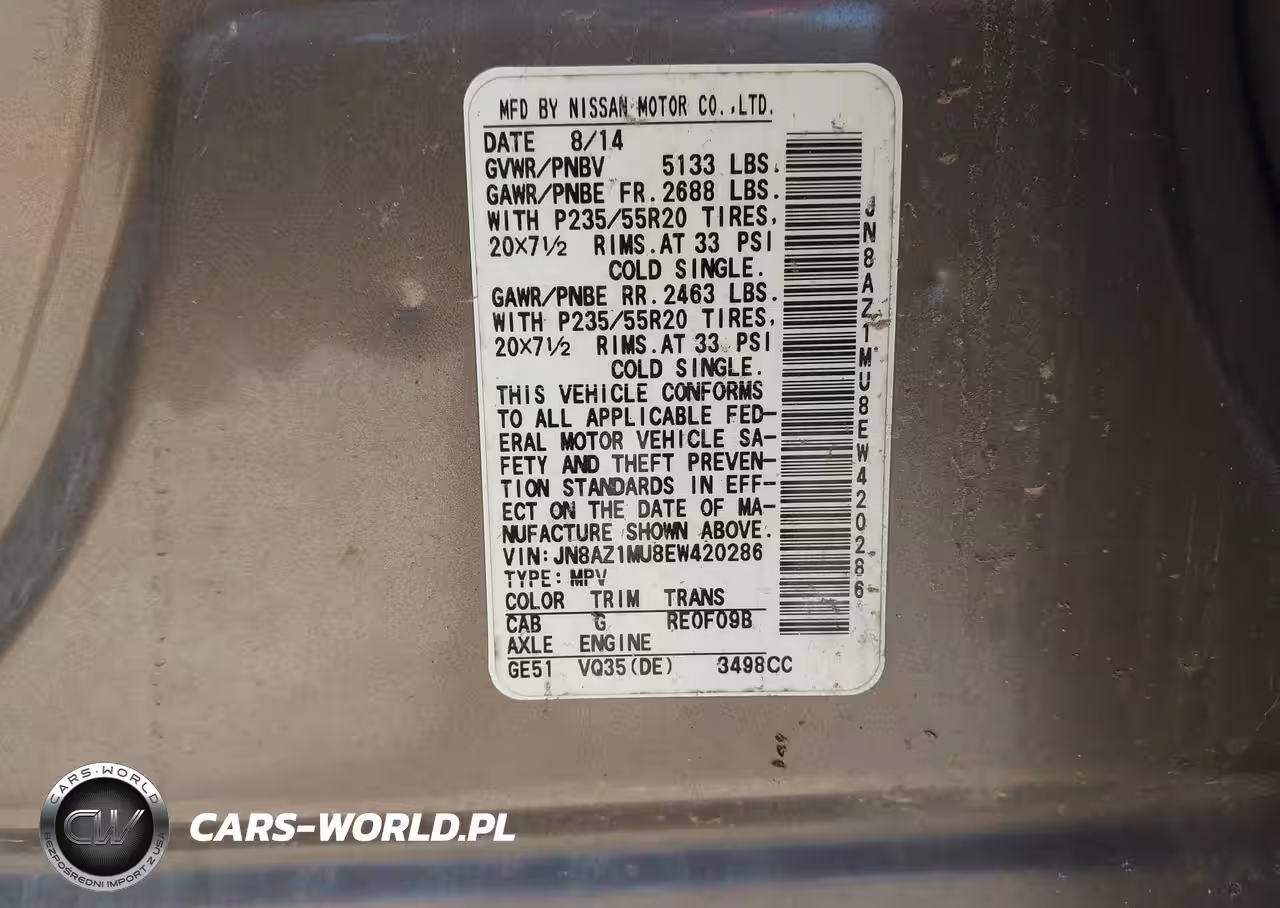 MFD BY NISSAN MOTOR CO.,LTD.
DATE 8/14
GVWR/PNBV 5133 LBS.
GAWR/PNBE FR.2688 LBS.
WITH P235/55R20 TIRES,
20×7½ RIMS.AT 33 PSI
COLD SINGLE.
GAWR/PNBE RR.2463 LBS.
WITH P235/55R20 TIRES,
20×7½ RIMS.AT 33 PSI
COLD SINGLE.
THIS VEHICLE CONFORMS
TO ALL APPLICABLE FED-
ERAL MOTOR VEHICLE SA-
FETY AND THEFT PREVEN-
TION STANDARDS IN EFF-
ECT ON THE DATE OF MA-
NUFACTURE SHOWN ABOVE.
VIN:JN8AZ1MU8EW420286
TYPE:MPV
COLOR TRIM TRANS
CAB G RE0F09B
AXLE ENGINE
GE51 VQ35(DE) 3498CC
JN8AZ1MU8EW420286
CARS-WORLD
CW
BEZPOŚREDNI IMPORT Z USA
CARS-WORLD.PL